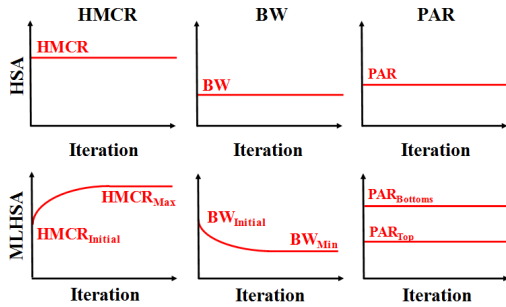 HMCR BW PAR
HSA
HMCR
BW
PAR
Iteration Iteration Iteration
MLHSA
HMCRMax
HMCRInitial
BWInitial
BWMin
PARBottoms
PARTop
Iteration Iteration Iteration